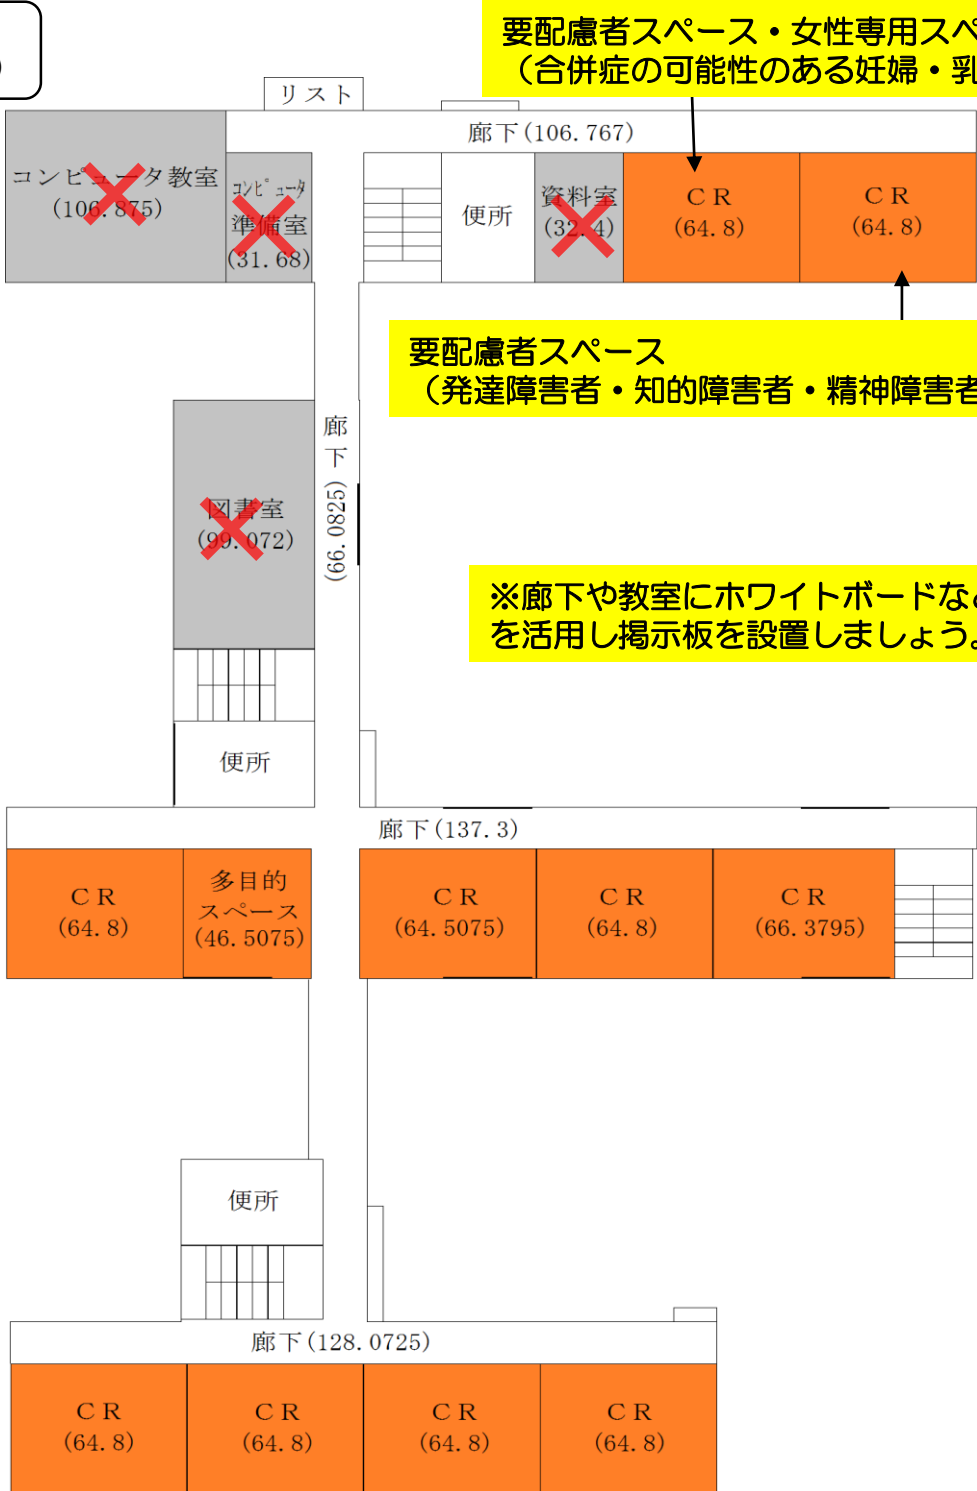 ）
要配慮者スペース・女性専用スペ
（合併症の可能性のある妊婦・乳
リスト
廊下(106.767)
コンピュータ教室
(106.875)
コンピュータ
準備室
(31.68)
便所
資料室
(32.4)
ＣＲ
(64.8)
ＣＲ
(64.8)
要配慮者スペース
（発達障害者・知的障害者・精神障害者
廊下(66.0825)
図書室
(99.072)
※廊下や教室にホワイトボードなど
を活用し掲示板を設置しましょう。
便所
廊下(137.3)
ＣＲ
(64.8)
多目的
スペース
(46.5075)
ＣＲ
(64.5075)
ＣＲ
(64.8)
ＣＲ
(66.3795)
便所
廊下(128.0725)
ＣＲ
(64.8)
ＣＲ
(64.8)
ＣＲ
(64.8)
ＣＲ
(64.8)